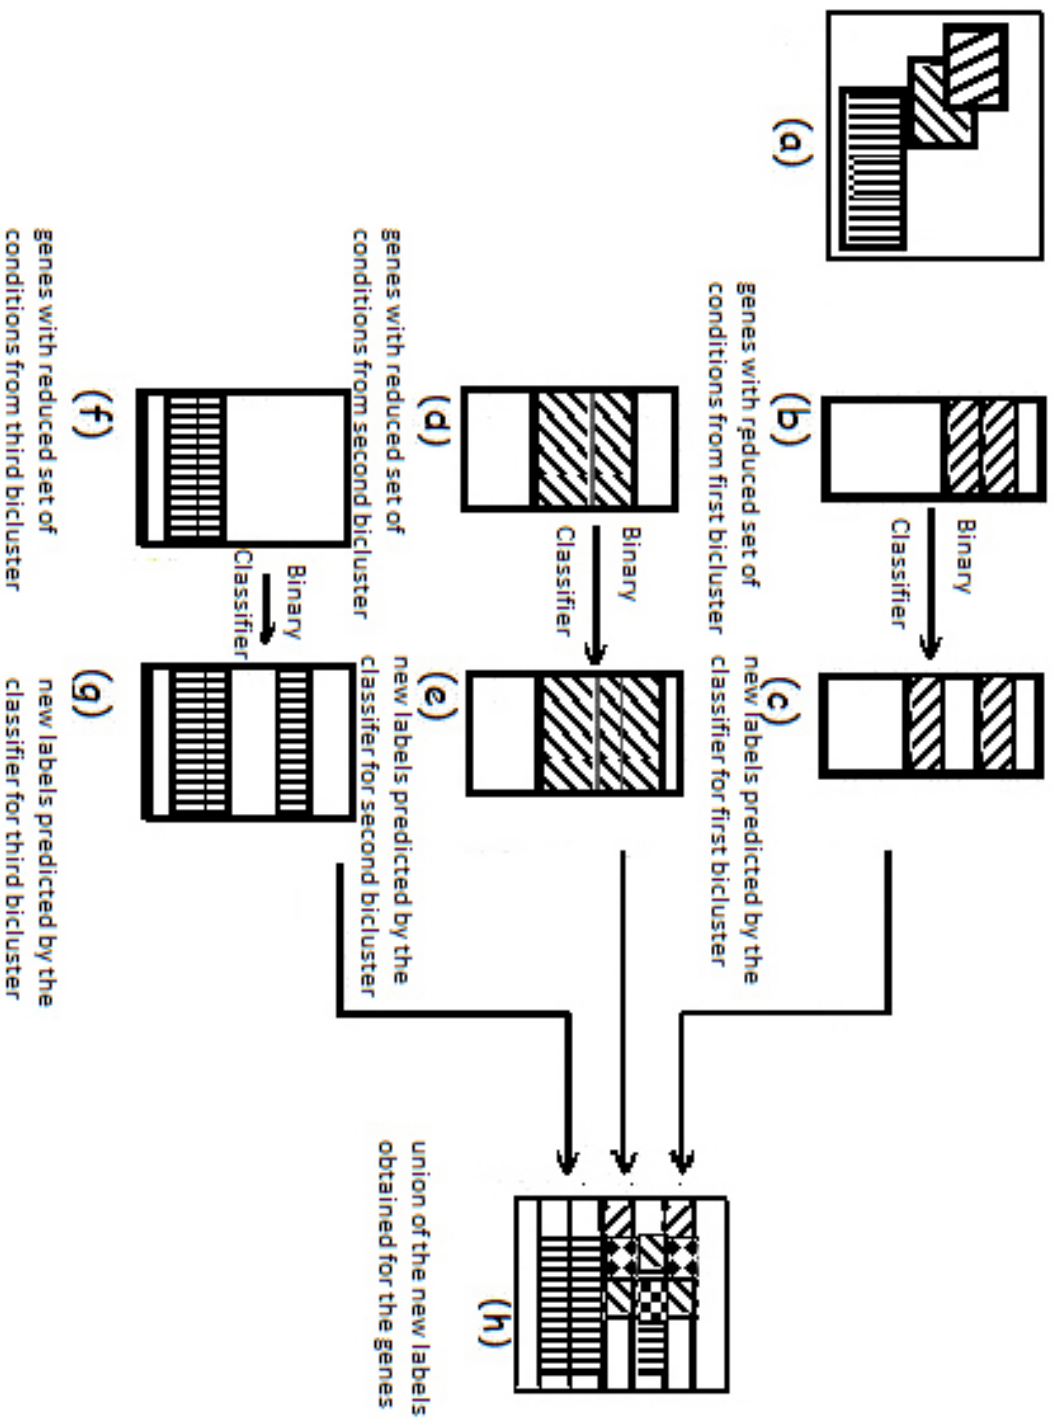 (a)
(b)
genes with reduced set of
conditions from first bicluster
Binary
Classifier
(c)
new labels predicted by the
classifier for first bicluster
(d)
genes with reduced set of
conditions from second bicluster
Binary
Classifier
(e)
new labels predicted by the
classifer for second bicluster
(f)
genes with reduced set of
conditions from third bicluster
Binary
Classifier
(g)
new labels predicted by the
classifier for third bicluster
(h)
union of the new labels
obtained for the genes